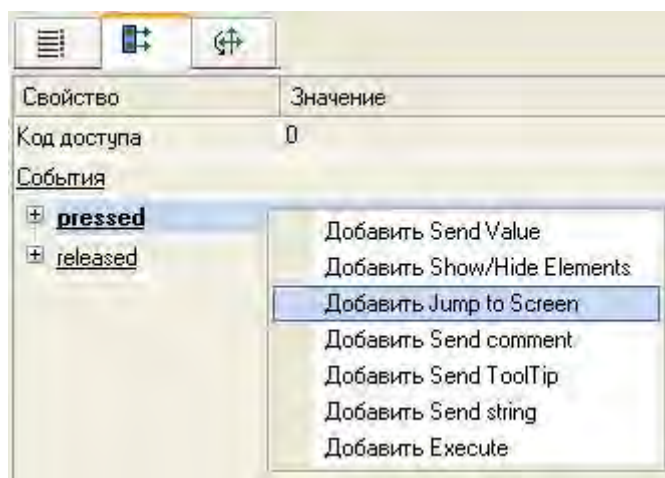 Свойство Значение
Код доступа 0
События
pressed
released
Добавить Send Value
Добавить Show/Hide Elements
Добавить Jump to Screen
Добавить Send comment
Добавить Send ToolTip
Добавить Send string
Добавить Execute